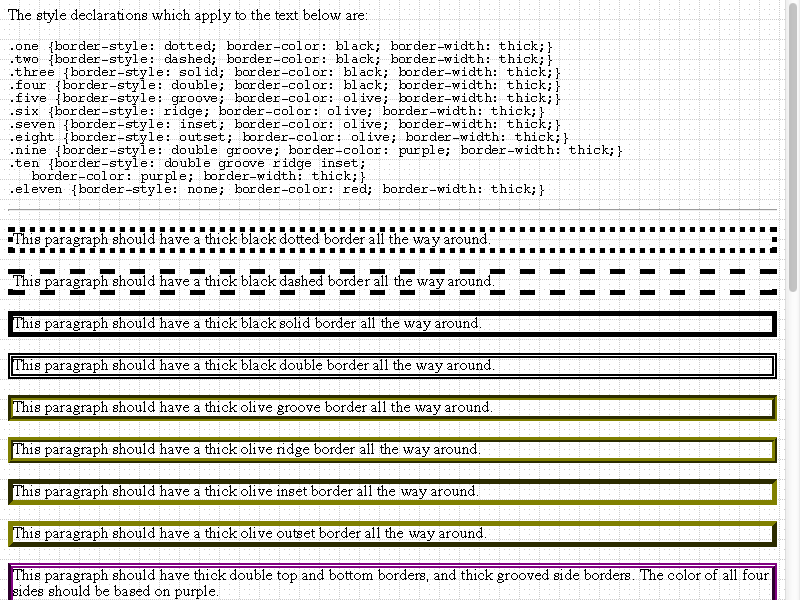 The style declarations which apply to the text below are:
.one {border-style: dotted; border-color: black; border-width: thick;}
.two {border-style: dashed; border-color: black; border-width: thick;}
.three {border-style: solid; border-color: black; border-width: thick;}
.four {border-style: double; border-color: black; border-width: thick;}
.five {border-style: groove; border-color: olive; border-width: thick;}
.six {border-style: ridge; border-color: olive; border-width: thick;}
.seven {border-style: inset; border-color: olive; border-width: thick;}
.eight {border-style: outset; border-color: olive; border-width: thick;}
.nine {border-style: double groove; border-color: purple; border-width: thick;}
.ten {border-style: double groove ridge inset;
border-color: purple; border-width: thick;}
.eleven {border-style: none; border-color: red; border-width: thick;}
This paragraph should have a thick black dotted border all the way around.
This paragraph should have a thick black dashed border all the way around.
This paragraph should have a thick black solid border all the way around.
This paragraph should have a thick black double border all the way around.
This paragraph should have a thick olive groove border all the way around.
This paragraph should have a thick olive ridge border all the way around.
This paragraph should have a thick olive inset border all the way around.
This paragraph should have a thick olive outset border all the way around.
This paragraph should have thick double top and bottom borders, and thick grooved side borders. The color of all four
sides should be based on purple.